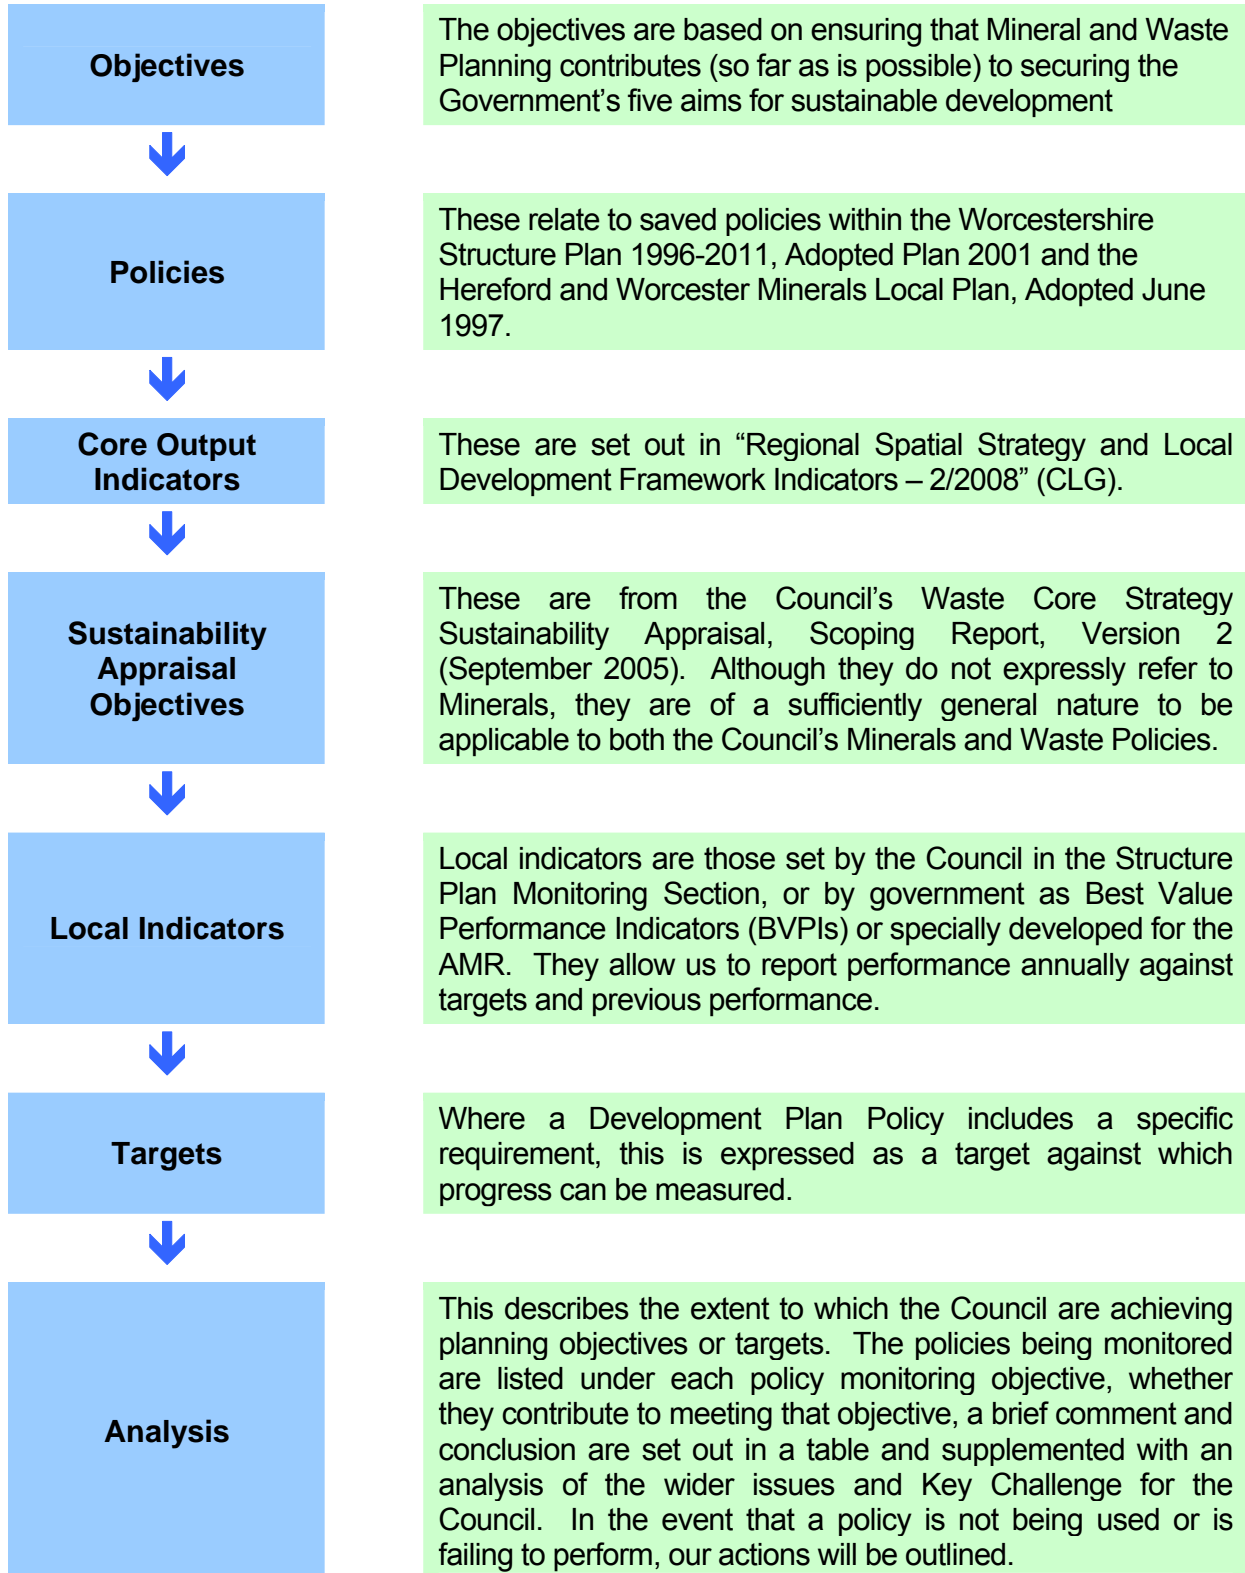 Objectives
The objectives are based on ensuring that Mineral and Waste
Planning contributes (so far as is possible) to securing the
Government’s five aims for sustainable development
Policies
These relate to saved policies within the Worcestershire
Structure Plan 1996-2011, Adopted Plan 2001 and the
Hereford and Worcester Minerals Local Plan, Adopted June
1997.
Core Output
Indicators
These are set out in “Regional Spatial Strategy and Local
Development Framework Indicators – 2/2008” (CLG).
Sustainability
Appraisal
Objectives
These are from the Council’s Waste Core Strategy
Sustainability Appraisal, Scoping Report, Version 2
(September 2005). Although they do not expressly refer to
Minerals, they are of a sufficiently general nature to be
applicable to both the Council’s Minerals and Waste Policies.
Local Indicators
Local indicators are those set by the Council in the Structure
Plan Monitoring Section, or by government as Best Value
Performance Indicators (BVPIs) or specially developed for the
AMR. They allow us to report performance annually against
targets and previous performance.
Targets
Where a Development Plan Policy includes a specific
requirement, this is expressed as a target against which
progress can be measured.
Analysis
This describes the extent to which the Council are achieving
planning objectives or targets. The policies being monitored
are listed under each policy monitoring objective, whether
they contribute to meeting that objective, a brief comment and
conclusion are set out in a table and supplemented with an
analysis of the wider issues and Key Challenge for the
Council. In the event that a policy is not being used or is
failing to perform, our actions will be outlined.